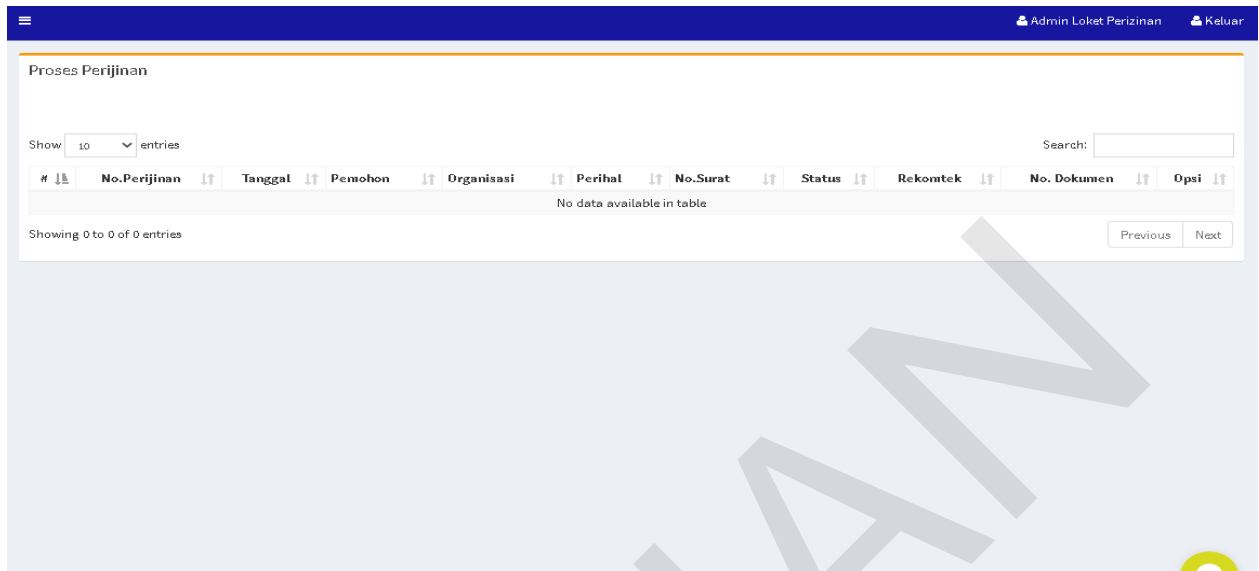 Admin Loket Perizinan Keluar
Proses Perijinan
Show 10 entries Search:
# No.Perijinan Tanggal Pemohon Organisasi Perihal No.Surat Status Rekomtek No. Dokumen Opsi
No data available in table
Showing 0 to 0 of 0 entries Previous Next